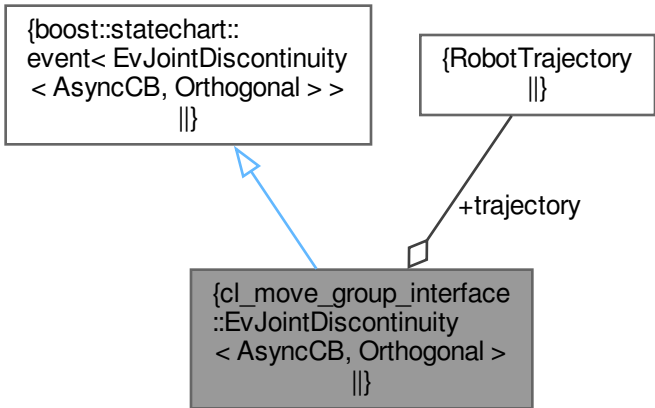 {boost::statechart::
event< EvJointDiscontinuity
< AsyncCB, Orthogonal > >
||}
{RobotTrajectory
||}
+trajectory
{cl_move_group_interface
::EvJointDiscontinuity
< AsyncCB, Orthogonal >
||}